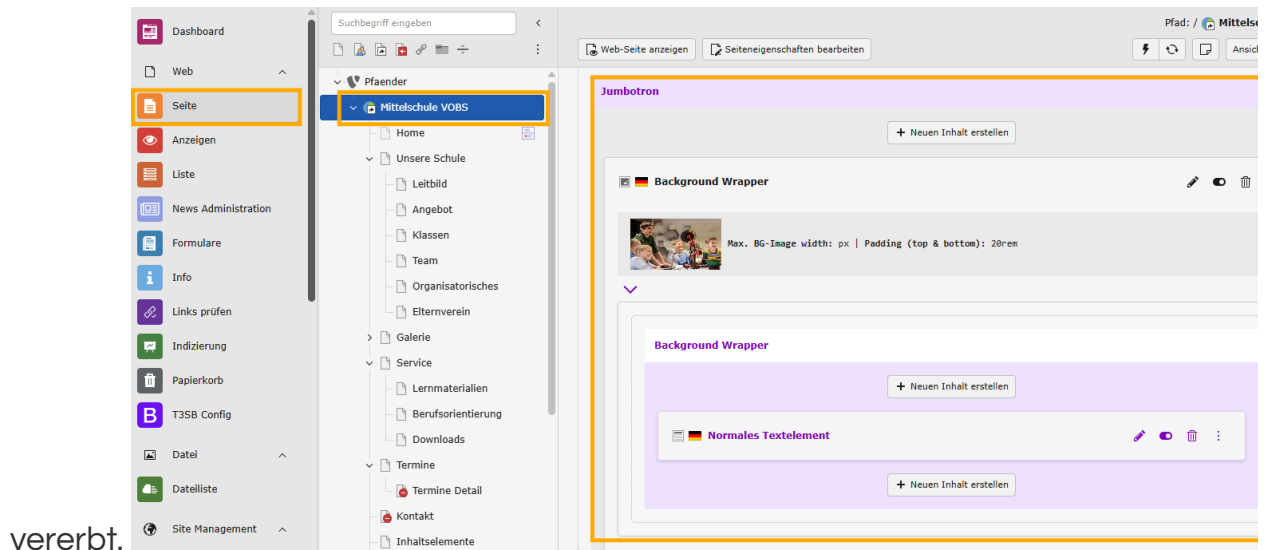 Dashboard
Web
Seite
Anzeigen
Liste
News Administration
Formulare
Info
Links prüfen
Indizierung
Papierkorb
B T3SB Config
Datei
Dateiliste
Site Management
Suchbegriff eingeben
Pfaender
Mittelschule VOBS
Home
Unsere Schule
Leitbild
Angebot
Klassen
Team
Organisatorisches
Elternverein
Galerie
Service
Lernmaterialien
Berufsorientierung
Downloads
Termine
Termine Detail
Kontakt
Inhaltselemente
Pfad: / Mittelsc
Web-Seite anzeigen
Seiteneigenschaften bearbeiten
Ansich
Jumbotron
+ Neuen Inhalt erstellen
Background Wrapper
Max. BG-Image width: px | Padding (top & bottom): 20rem
Background Wrapper
+ Neuen Inhalt erstellen
Normales Textelement
+ Neuen Inhalt erstellen
vererbt.